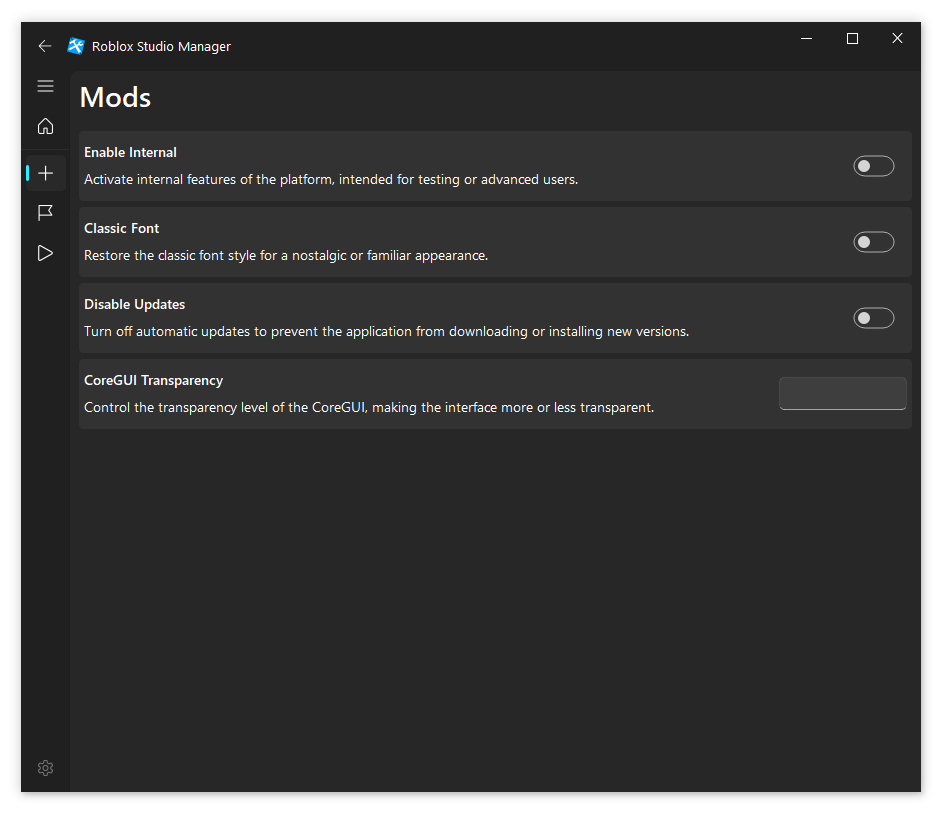 Roblox Studio Manager
Mods
Enable Internal
Activate internal features of the platform, intended for testing or advanced users.
Classic Font
Restore the classic font style for a nostalgic or familiar appearance.
Disable Updates
Turn off automatic updates to prevent the application from downloading or installing new versions.
CoreGUI Transparency
Control the transparency level of the CoreGUI, making the interface more or less transparent.